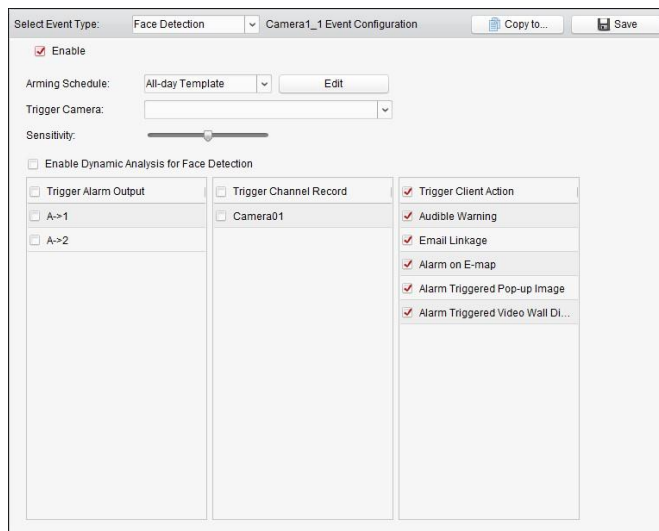 Select Event Type: Face Detection Camera1_1 Event Configuration Copy to... Save
Enable
Arming Schedule: All-day Template Edit
Trigger Camera:
Sensitivity:
Enable Dynamic Analysis for Face Detection
Trigger Alarm Output Trigger Channel Record Trigger Client Action
A->1 Camera01 Audible Warning
A->2 Email Linkage
Alarm on E-map
Alarm Triggered Pop-up Image
Alarm Triggered Video Wall Di...